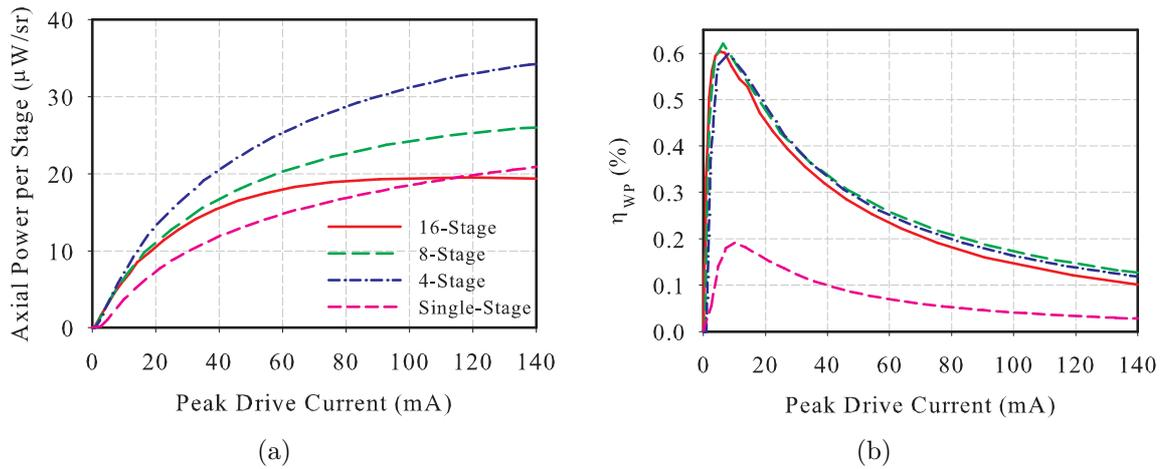 Axial Power per Stage (μW/sr)
40
30
20
10
0
0 20 40 60 80 100 120 140
Peak Drive Current (mA)
16-Stage
8-Stage
4-Stage
Single-Stage
(a)
η_WP (%)
0.6
0.5
0.4
0.3
0.2
0.1
0.0
0 20 40 60 80 100 120 140
Peak Drive Current (mA)
(b)